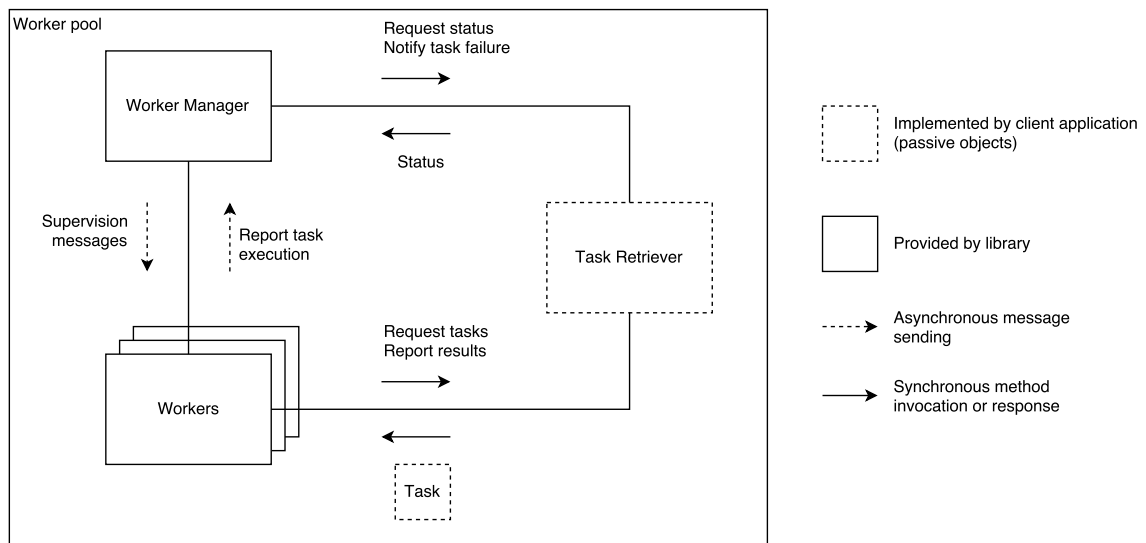 Worker pool
Request status
Notify task failure
Worker Manager
Status
Supervision
messages
Report task
execution
Task Retriever
Request tasks
Report results
Workers
Task
Implemented by client application
(passive objects)
Provided by library
Asynchronous message
sending
Synchronous method
invocation or response